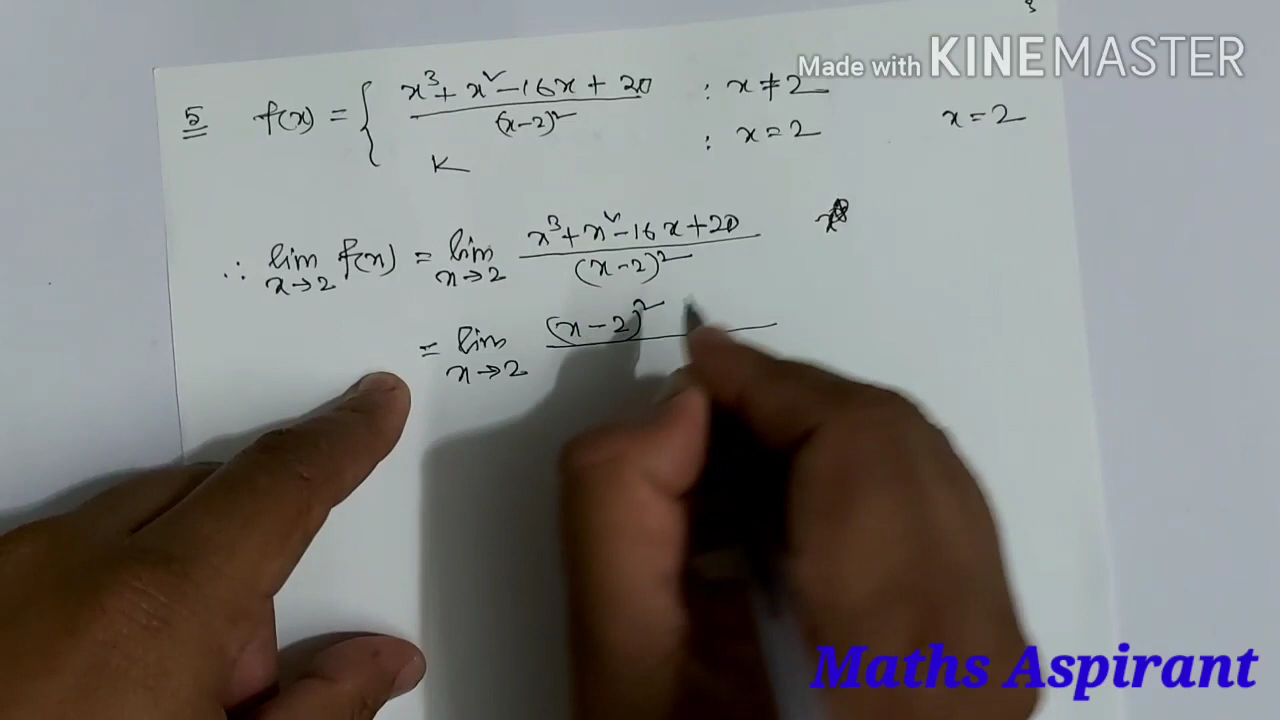 Made with KINEMASTER
5 f(x) = { x³ + x² - 16x + 20 / (x-2)² : x ≠ 2
K : x = 2 x = 2
∴ lim x→2 f(x) = lim x→2 x³ + x² - 16x + 20 / (x-2)²
= lim x→2 (x-2)²
Maths Aspirant